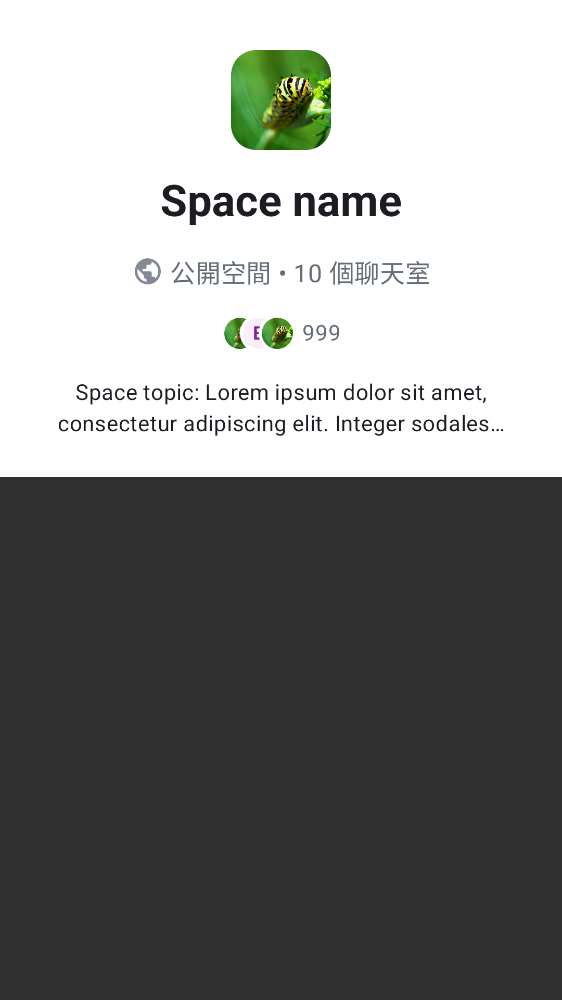 Space name
公開空間 • 10 個聊天室
E 999
Space topic: Lorem ipsum dolor sit amet,
consectetur adipiscing elit. Integer sodales…